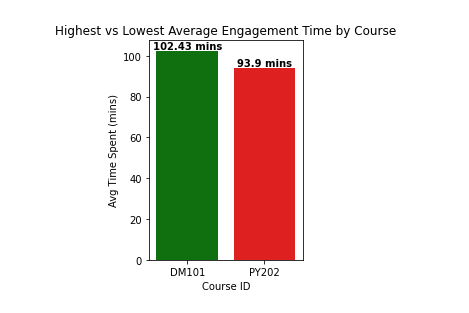 Highest vs Lowest Average Engagement Time by Course
102.43 mins
93.9 mins
100
80
60
40
20
0
Avg Time Spent (mins)
DM101 PY202
Course ID